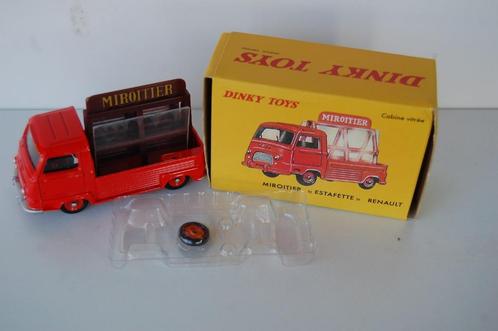 MIROITIER
DINKY TOYS
DINKY TOYS
Cabine vitrée
MIROITIER
MIROITIER ESTAFETTE RENAULT